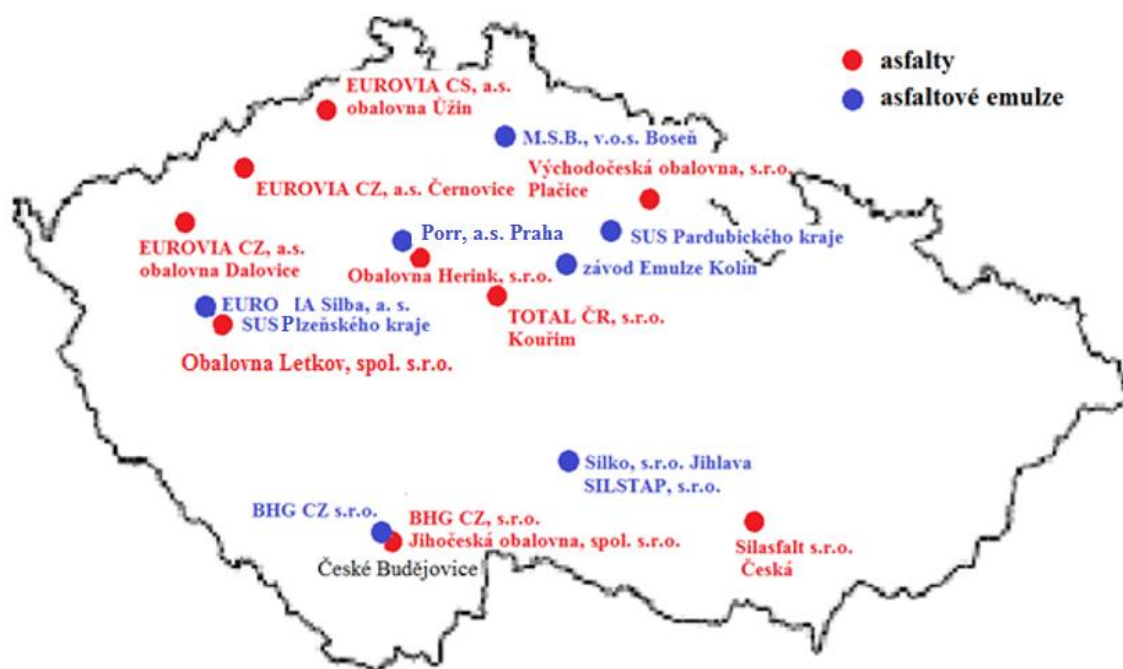 asfalty
asfaltové emulze
EUROVIA CS, a.s.
obalovna Úžín
M.S.B., v.o.s. Boseň
Východočeská obalovna, s.r.o.
Plačice
EUROVIA CZ, a.s. Černovice
Porr, a.s. Praha
SUS Pardubického kraje
EUROVIA CZ, a.s.
obalovna Dalovice
Obalovna Herink, s.r.o.
závod Emulze Kolín
EURO IA Silba, a. s.
SUS Plzeňského kraje
TOTAL ČR, s.r.o.
Kouřim
Obalovna Letkov, spol. s.r.o.
Silko, s.r.o. Jihlava
SILSTAP, s.r.o.
BHG CZ s.r.o.
BHG CZ, s.r.o.
Jihočeská obalovna, spol. s.r.o.
České Budějovice
Silasfalt s.r.o.
Česká